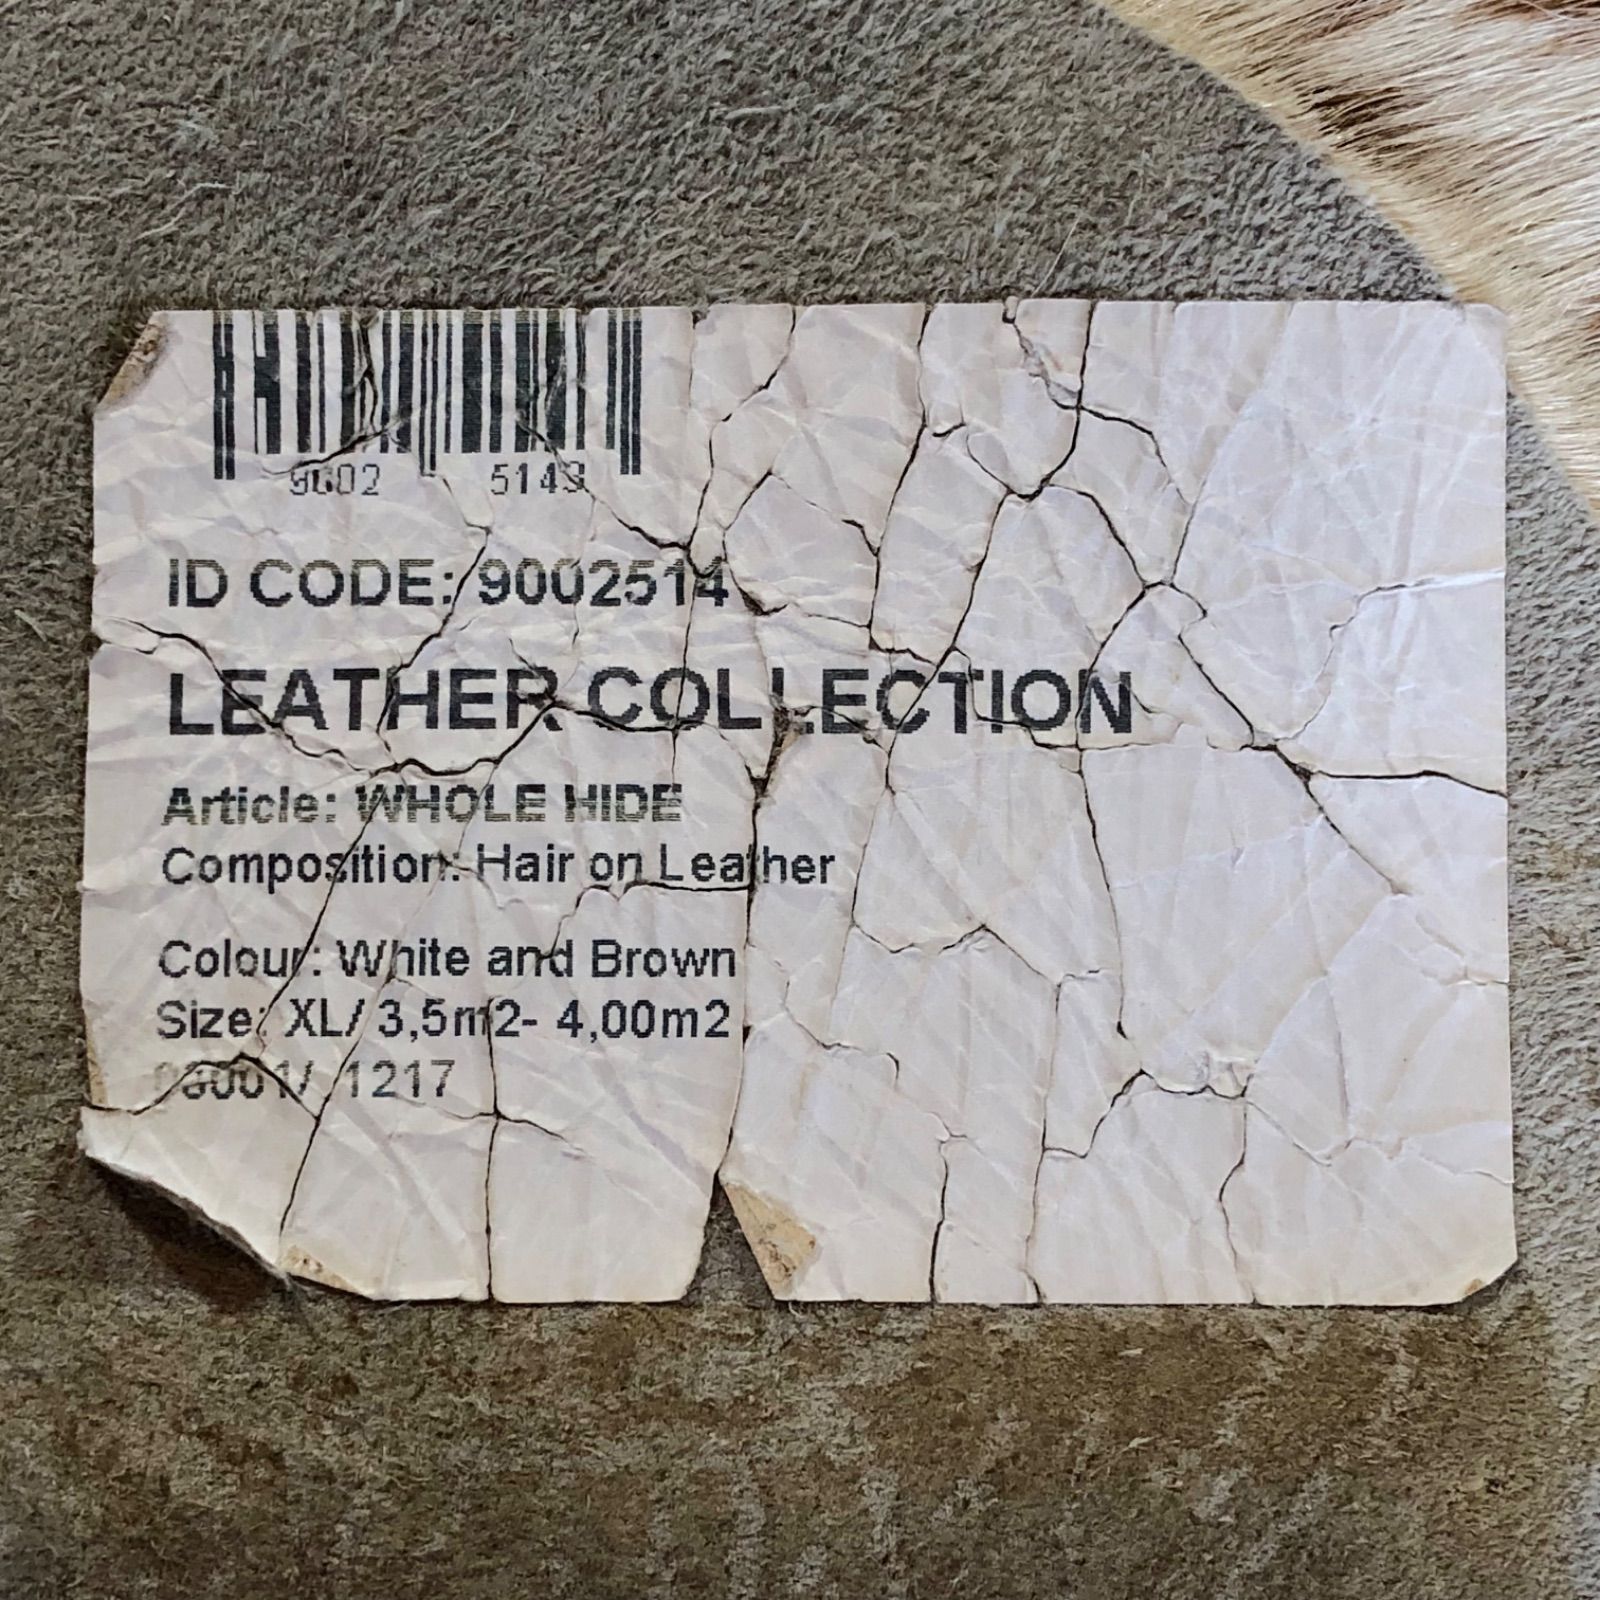 9002 5143
ID CODE: 9002514
LEATHER COLLECTION
Article: WHOLE HIDE
Composition: Hair on Leather
Colour: White and Brown
Size: XL/ 3,5m2- 4,00m2
1217